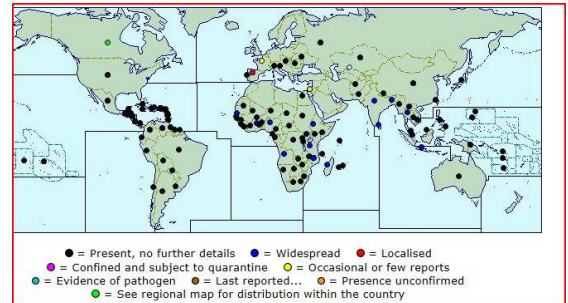 = Present, no further details = Widespread = Localised
= Confined and subject to quarantine = Occasional or few reports
= Evidence of pathogen = Last reported... = Presence unconfirmed
= See regional map for distribution within the country